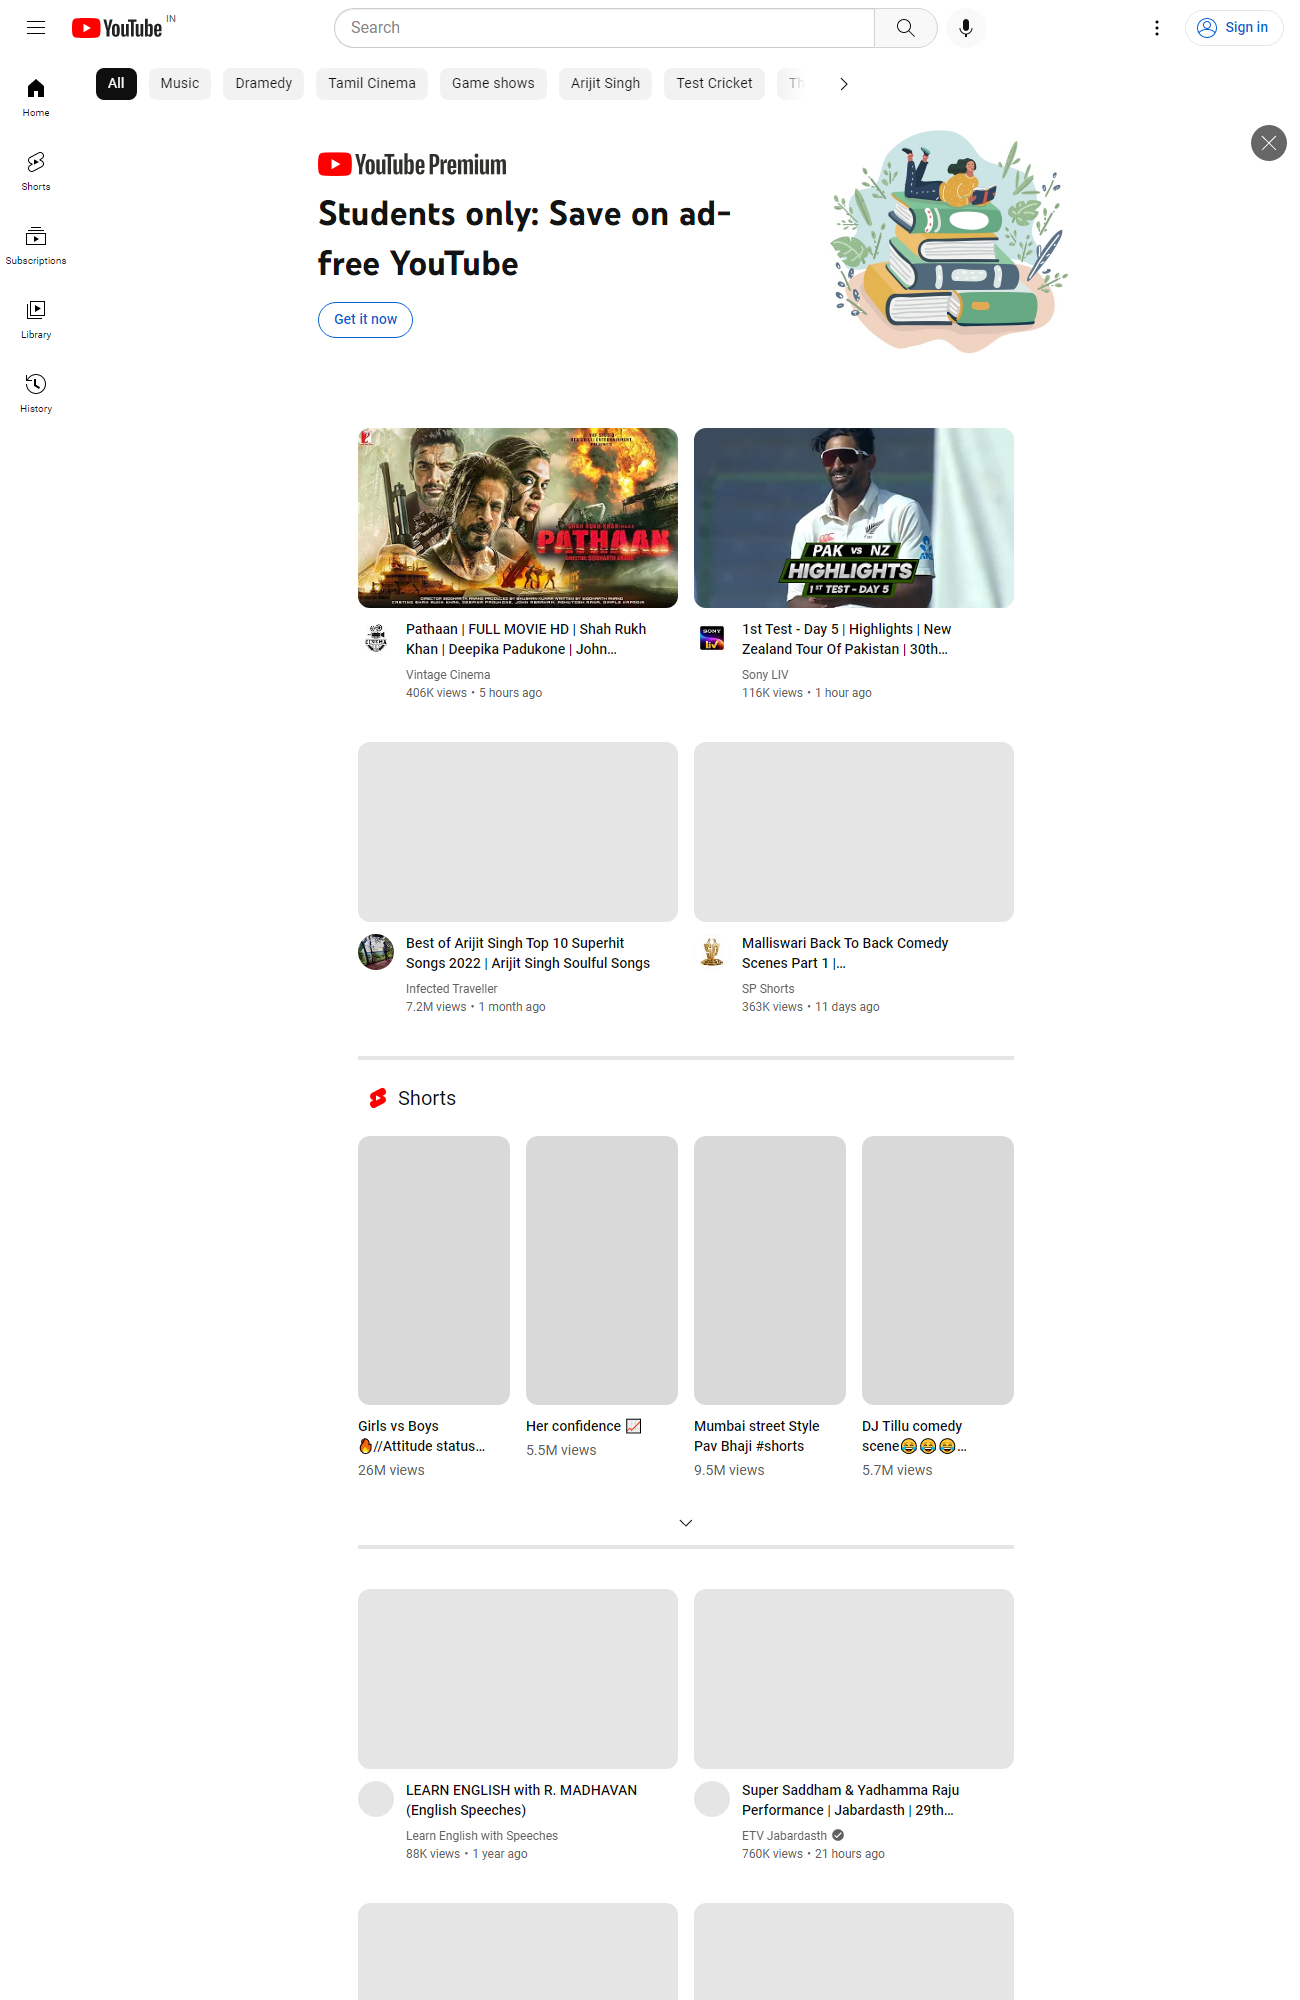 YouTube IN
Search
Sign in
All
Music
Dramedy
Tamil Cinema
Game shows
Arijit Singh
Test Cricket
Home
Shorts
Subscriptions
Library
History
YouTube Premium
Students only: Save on ad-
free YouTube
Get it now
SHAH RUKH KHAN
PATHAAN
Pathaan | FULL MOVIE HD | Shah Rukh
Khan | Deepika Padukone | John...
Vintage Cinema
406K views • 5 hours ago
PAK vs NZ
HIGHLIGHTS
1ST TEST - DAY 5
SONY
liv
1st Test - Day 5 | Highlights | New
Zealand Tour Of Pakistan | 30th...
Sony LIV
116K views • 1 hour ago
Best of Arijit Singh Top 10 Superhit
Songs 2022 | Arijit Singh Soulful Songs
Infected Traveller
7.2M views • 1 month ago
Malliswari Back To Back Comedy
Scenes Part 1 |...
SP Shorts
363K views • 11 days ago
Shorts
Girls vs Boys
🔥//Attitude status...
26M views
Her confidence 📈
5.5M views
Mumbai street Style
Pav Bhaji #shorts
9.5M views
DJ Tillu comedy
scene😂😂😂...
5.7M views
LEARN ENGLISH with R. MADHAVAN
(English Speeches)
Learn English with Speeches
88K views • 1 year ago
Super Saddham & Yadhamma Raju
Performance | Jabardasth | 29th...
ETV Jabardasth
760K views • 21 hours ago